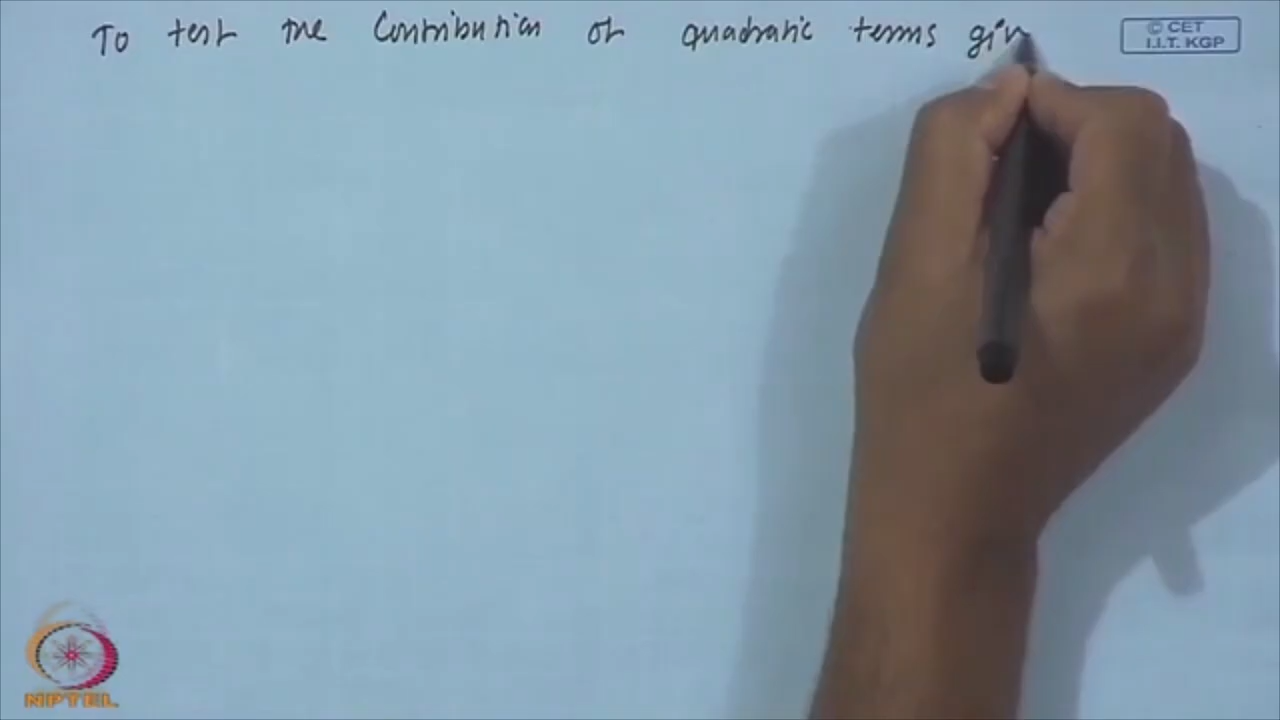 To test the Contribution of quadratic terms giv
© CET
I.I.T. KGP
NPTEL